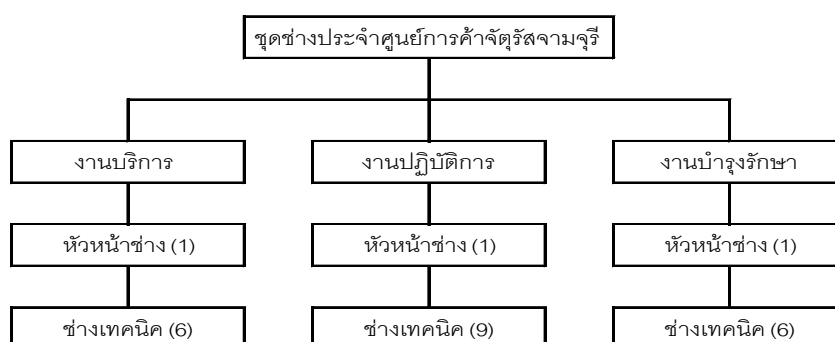 ชุดช่างประจำศูนย์การค้าจัตุรัสจามจุรี
งานบริการ
งานปฏิบัติการ
งานบำรุงรักษา
หัวหน้าช่าง (1)
หัวหน้าช่าง (1)
หัวหน้าช่าง (1)
ช่างเทคนิค (6)
ช่างเทคนิค (9)
ช่างเทคนิค (6)